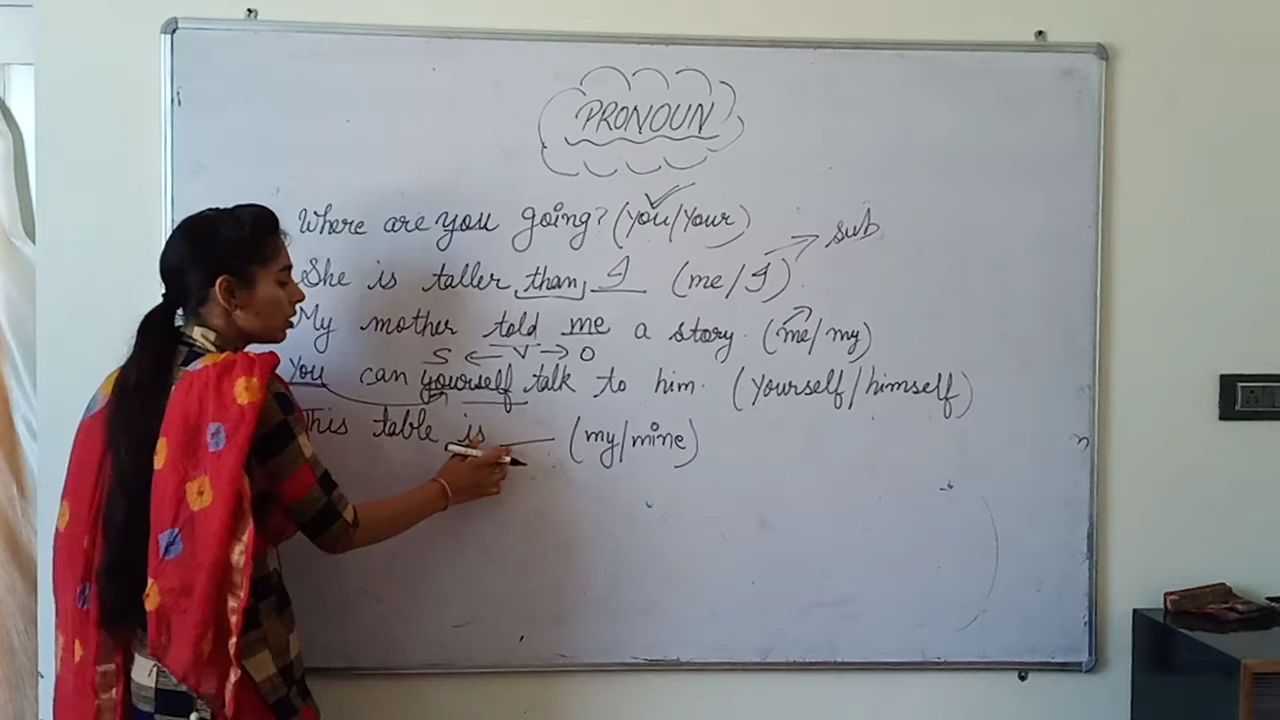 PRONOUN
Where are you going? (You/Your)
sub
She is taller than I (me/I).
My mother told me a story. (me/my)
S ← V → O
You can yourself talk to him. (Yourself/himself)
This table is ___ (my/mine)